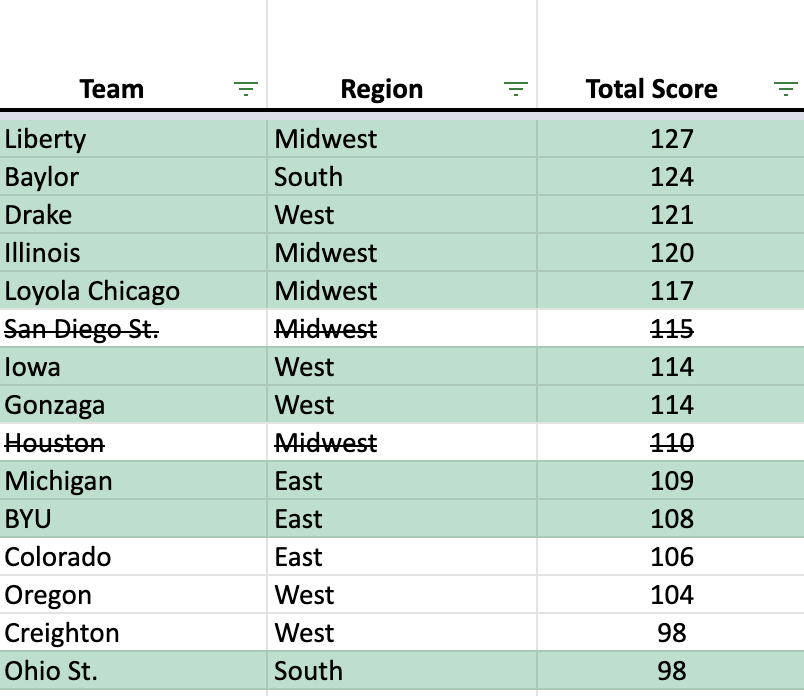 Team Region Total Score
Liberty Midwest 127
Baylor South 124
Drake West 121
Illinois Midwest 120
Loyola Chicago Midwest 117
San Diego St. Midwest 115
Iowa West 114
Gonzaga West 114
Houston Midwest 110
Michigan East 109
BYU East 108
Colorado East 106
Oregon West 104
Creighton West 98
Ohio St. South 98